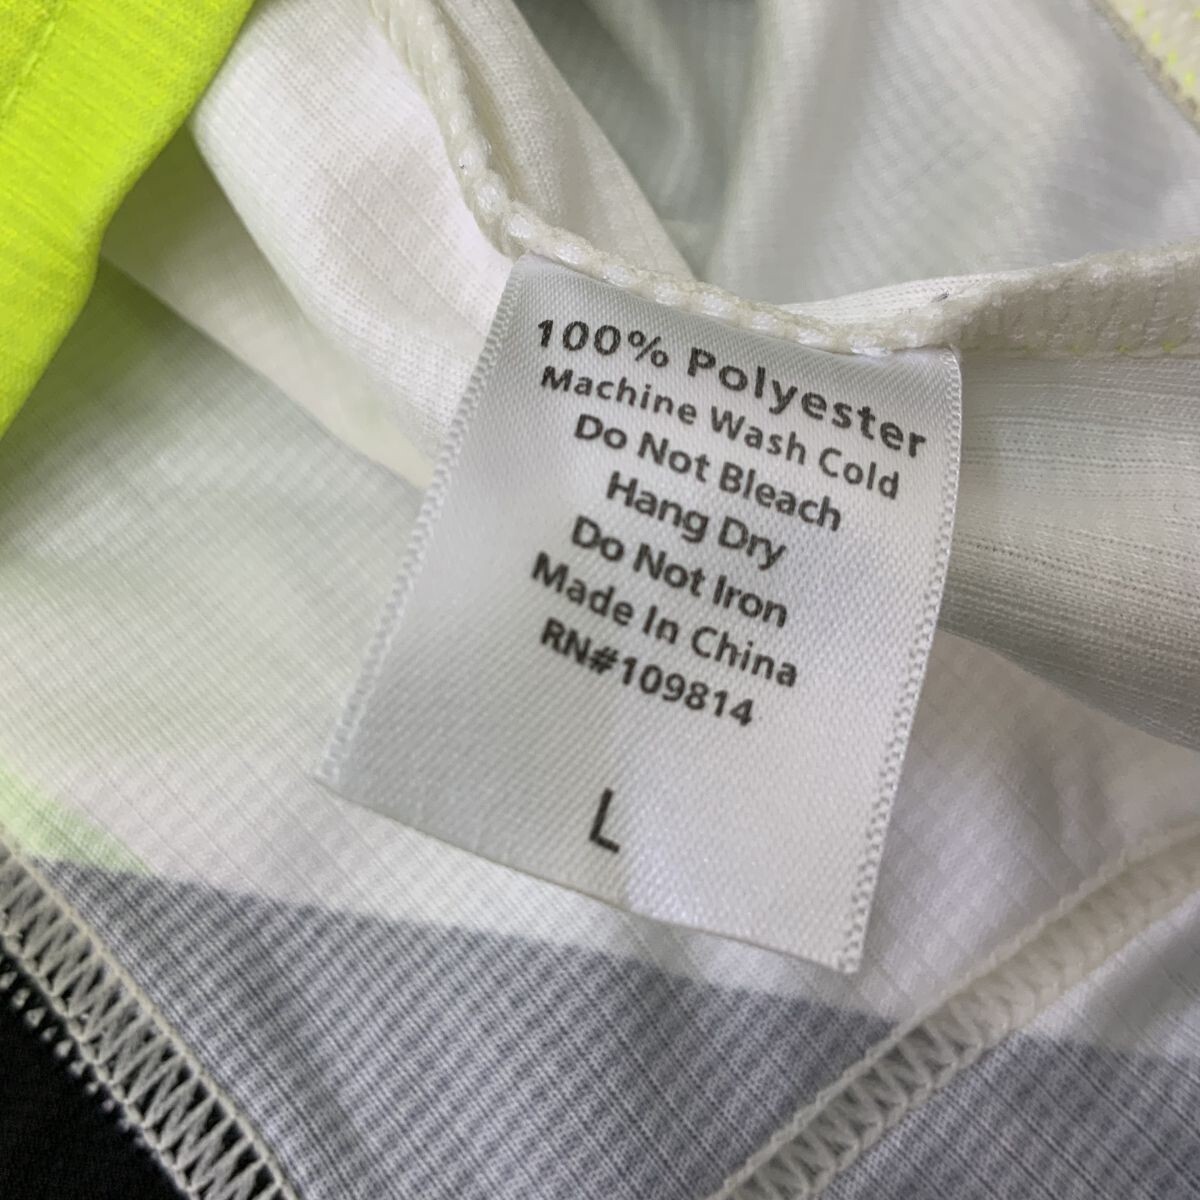 100% Polyester
Machine Wash Cold
Do Not Bleach
Hang Dry
Do Not Iron
Made In China
RN#109814
L